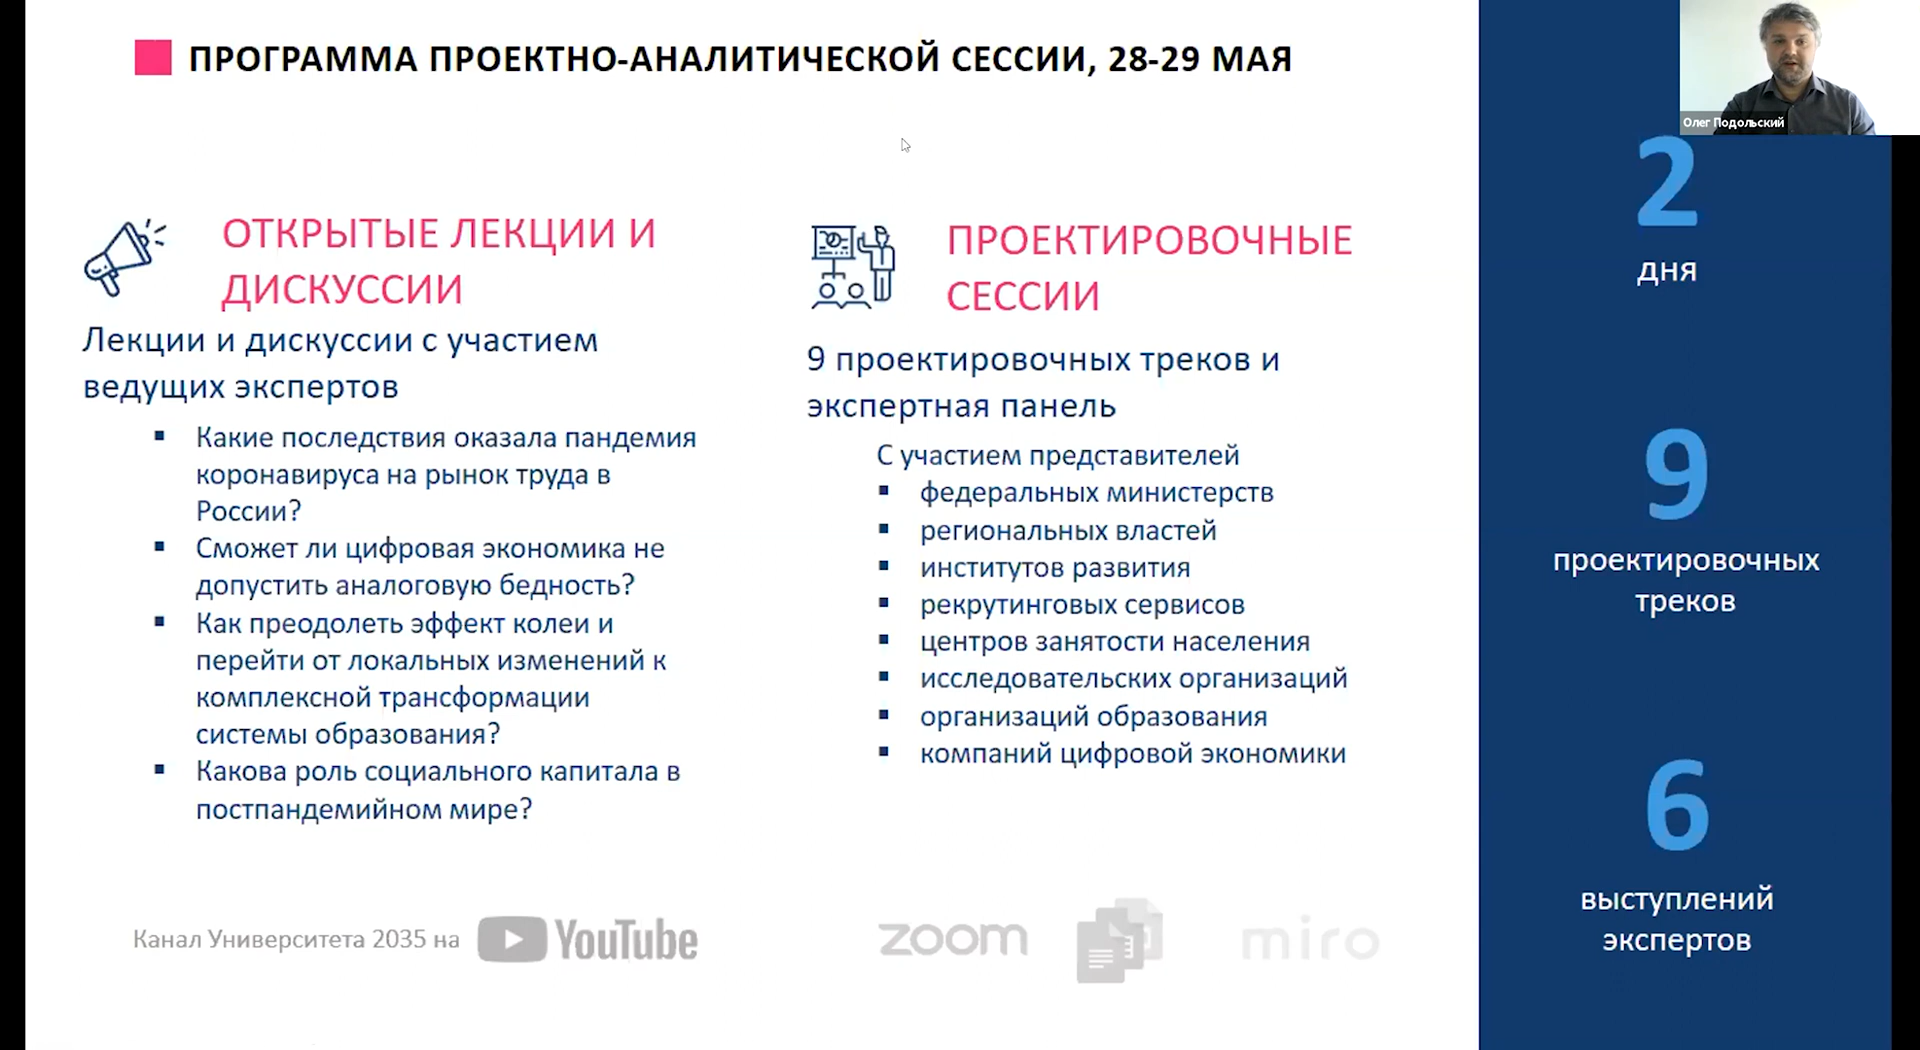 ПРОГРАММА ПРОЕКТНО-АНАЛИТИЧЕСКОЙ СЕССИИ, 28-29 МАЯ
Олег Подольский
ОТКРЫТЫЕ ЛЕКЦИИ И
ДИСКУССИИ
Лекции и дискуссии с участием
ведущих экспертов
Какие последствия оказала пандемия
коронавируса на рынок труда в
России?
Сможет ли цифровая экономика не
допустить аналоговую бедность?
Как преодолеть эффект колеи и
перейти от локальных изменений к
комплексной трансформации
системы образования?
Какова роль социального капитала в
постпандемийном мире?
Канал Университета 2035 на
YouTube
ПРОЕКТИРОВОЧНЫЕ
СЕССИИ
9 проектировочных треков и
экспертная панель
С участием представителей
федеральных министерств
региональных властей
институтов развития
рекрутинговых сервисов
центров занятости населения
исследовательских организаций
организаций образования
компаний цифровой экономики
zoom
miro
2
дня
9
проектировочных
треков
6
выступлений
экспертов